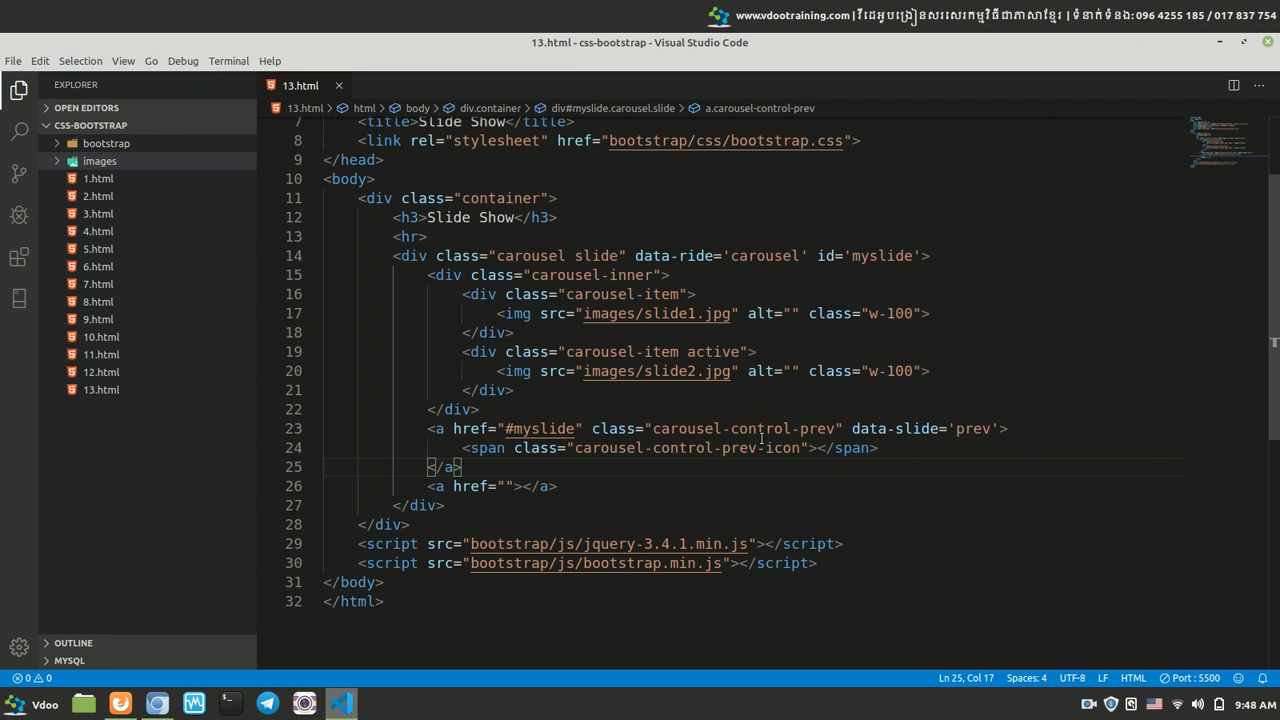 www.vdootraining.com | វីដេអូបង្រៀនសរសេរកម្មវិធីជាភាសាខ្មែរ | ទំនាក់ទំនង: 096 4255 185 / 017 837 754
13.html - css-bootstrap - Visual Studio Code
File Edit Selection View Go Debug Terminal Help
EXPLORER
OPEN EDITORS
CSS-BOOTSTRAP
bootstrap
images
1.html
2.html
3.html
4.html
5.html
6.html
7.html
8.html
9.html
10.html
11.html
12.html
13.html
OUTLINE
MYSQL
13.html
13.html > html > body > div.container > div#myslide.carousel.slide > a.carousel-control-prev
7 <title>Slide Show</title>
8 <link rel="stylesheet" href="bootstrap/css/bootstrap.css">
9 </head>
10 <body>
11 <div class="container">
12 <h3>Slide Show</h3>
13 <hr>
14 <div class="carousel slide" data-ride='carousel' id='myslide'>
15 <div class="carousel-inner">
16 <div class="carousel-item">
17 <img src="images/slide1.jpg" alt="" class="w-100">
18 </div>
19 <div class="carousel-item active">
20 <img src="images/slide2.jpg" alt="" class="w-100">
21 </div>
22 </div>
23 <a href="#myslide" class="carousel-control-prev" data-slide='prev'>
24 <span class="carousel-control-prev-icon"></span>
25 </a>
26 <a href=""></a>
27 </div>
28 </div>
29 <script src="bootstrap/js/jquery-3.4.1.min.js"></script>
30 <script src="bootstrap/js/bootstrap.min.js"></script>
31 </body>
32 </html>
0 0 Ln 25, Col 17 Spaces: 4 UTF-8 LF HTML Port : 5500
Vdoo 9:48 AM